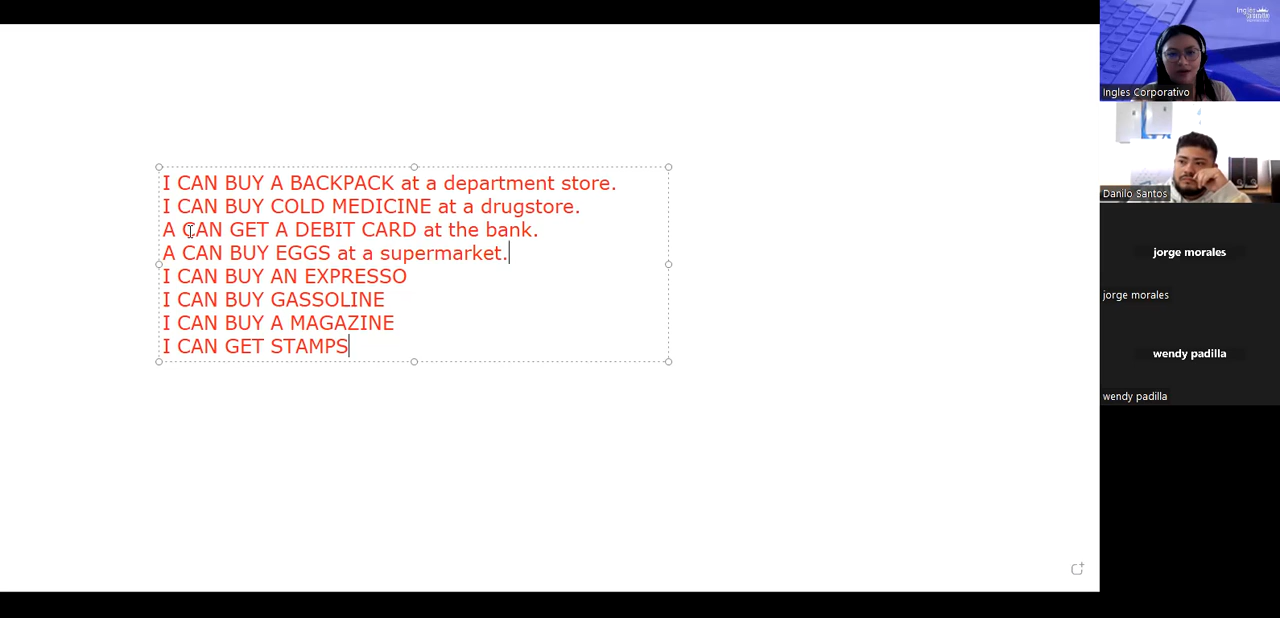 I CAN BUY A BACKPACK at a department store.
I CAN BUY COLD MEDICINE at a drugstore.
A CAN GET A DEBIT CARD at the bank.
A CAN BUY EGGS at a supermarket.
I CAN BUY AN EXPRESSO
I CAN BUY GASSOLINE
I CAN BUY A MAGAZINE
I CAN GET STAMPS
Ingles
Ingles Corporativo
Danilo Santos
jorge morales
jorge morales
wendy padilla
wendy padilla